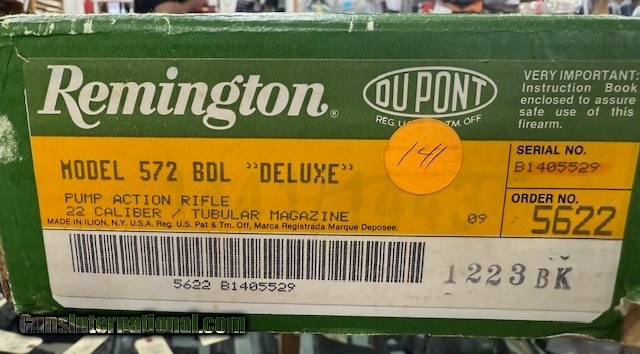 Remington®
DU PONT
REG. U.S. PAT. & TM. OFF
VERY IMPORTANT:
Instruction Book
enclosed to assure
safe use of this
firearm.
141
MODEL 572 BDL "DELUXE"
PUMP ACTION RIFLE
22 CALIBER / TUBULAR MAGAZINE
09
MADE IN ILION, N.Y. U.S.A. Reg. U.S. Pat & Tm. Off, Marca Registrada Marque Deposee.
SERIAL NO.
B1405529
ORDER NO.
5622
5622 B1405529
1223 BK
GunsInternational.com